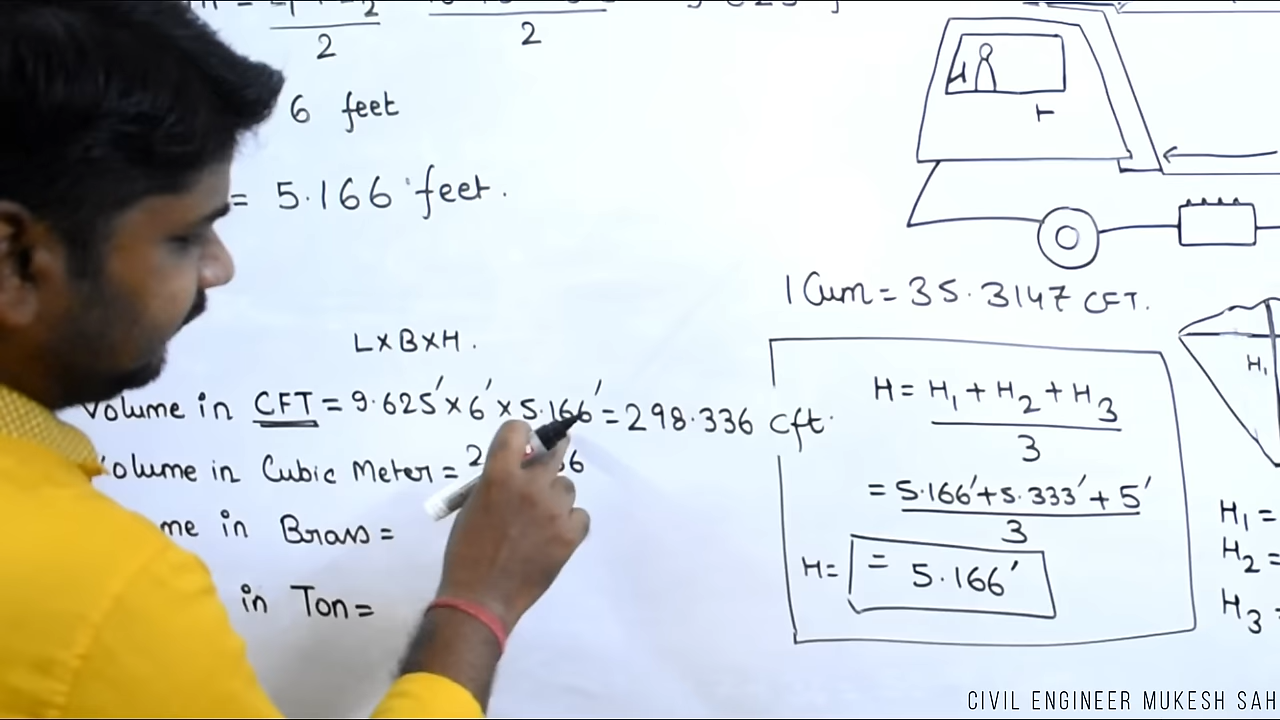 2
2
6 feet
= 5.166 feet.
1 Cum = 35.3147 CFT.
L×B×H.
Volume in CFT = 9.625' × 6' × 5.166' = 298.336 cft.
Volume in Cubic Meter = 2 6
me in Brass =
in Ton =
H = H₁ + H₂ + H₃
3
= 5.166' + 5.333' + 5'
3
H = = 5.166'
H₁
H₁ =
H₂ =
H₃ =
CIVIL ENGINEER MUKESH SAH